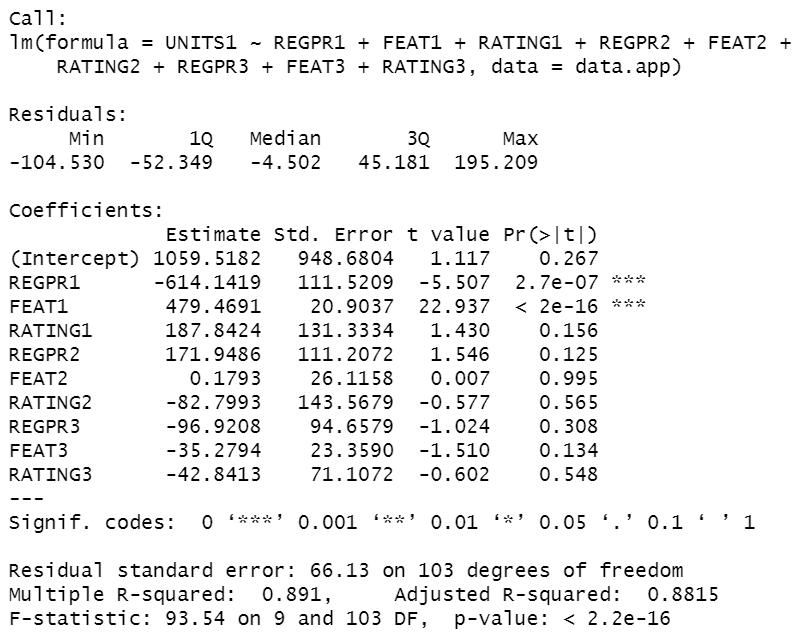 Call:
lm(formula = UNITS1 ~ REGPR1 + FEAT1 + RATING1 + REGPR2 + FEAT2 +
    RATING2 + REGPR3 + FEAT3 + RATING3, data = data.app)

Residuals:
     Min       1Q   Median       3Q      Max
-104.530  -52.349   -4.502   45.181  195.209

Coefficients:
             Estimate Std. Error t value Pr(>|t|)
(Intercept) 1059.5182   948.6804   1.117    0.267
REGPR1      -614.1419   111.5209  -5.507  2.7e-07 ***
FEAT1        479.4691    20.9037  22.937  < 2e-16 ***
RATING1      187.8424   131.3334   1.430    0.156
REGPR2       171.9486   111.2072   1.546    0.125
FEAT2          0.1793    26.1158   0.007    0.995
RATING2      -82.7993   143.5679  -0.577    0.565
REGPR3       -96.9208    94.6579  -1.024    0.308
FEAT3        -35.2794    23.3590  -1.510    0.134
RATING3      -42.8413    71.1072  -0.602    0.548
---
Signif. codes:  0 ‘***’ 0.001 ‘**’ 0.01 ‘*’ 0.05 ‘.’ 0.1 ‘ ’ 1

Residual standard error: 66.13 on 103 degrees of freedom
Multiple R-squared:  0.891,     Adjusted R-squared:  0.8815
F-statistic: 93.54 on 9 and 103 DF,  p-value: < 2.2e-16